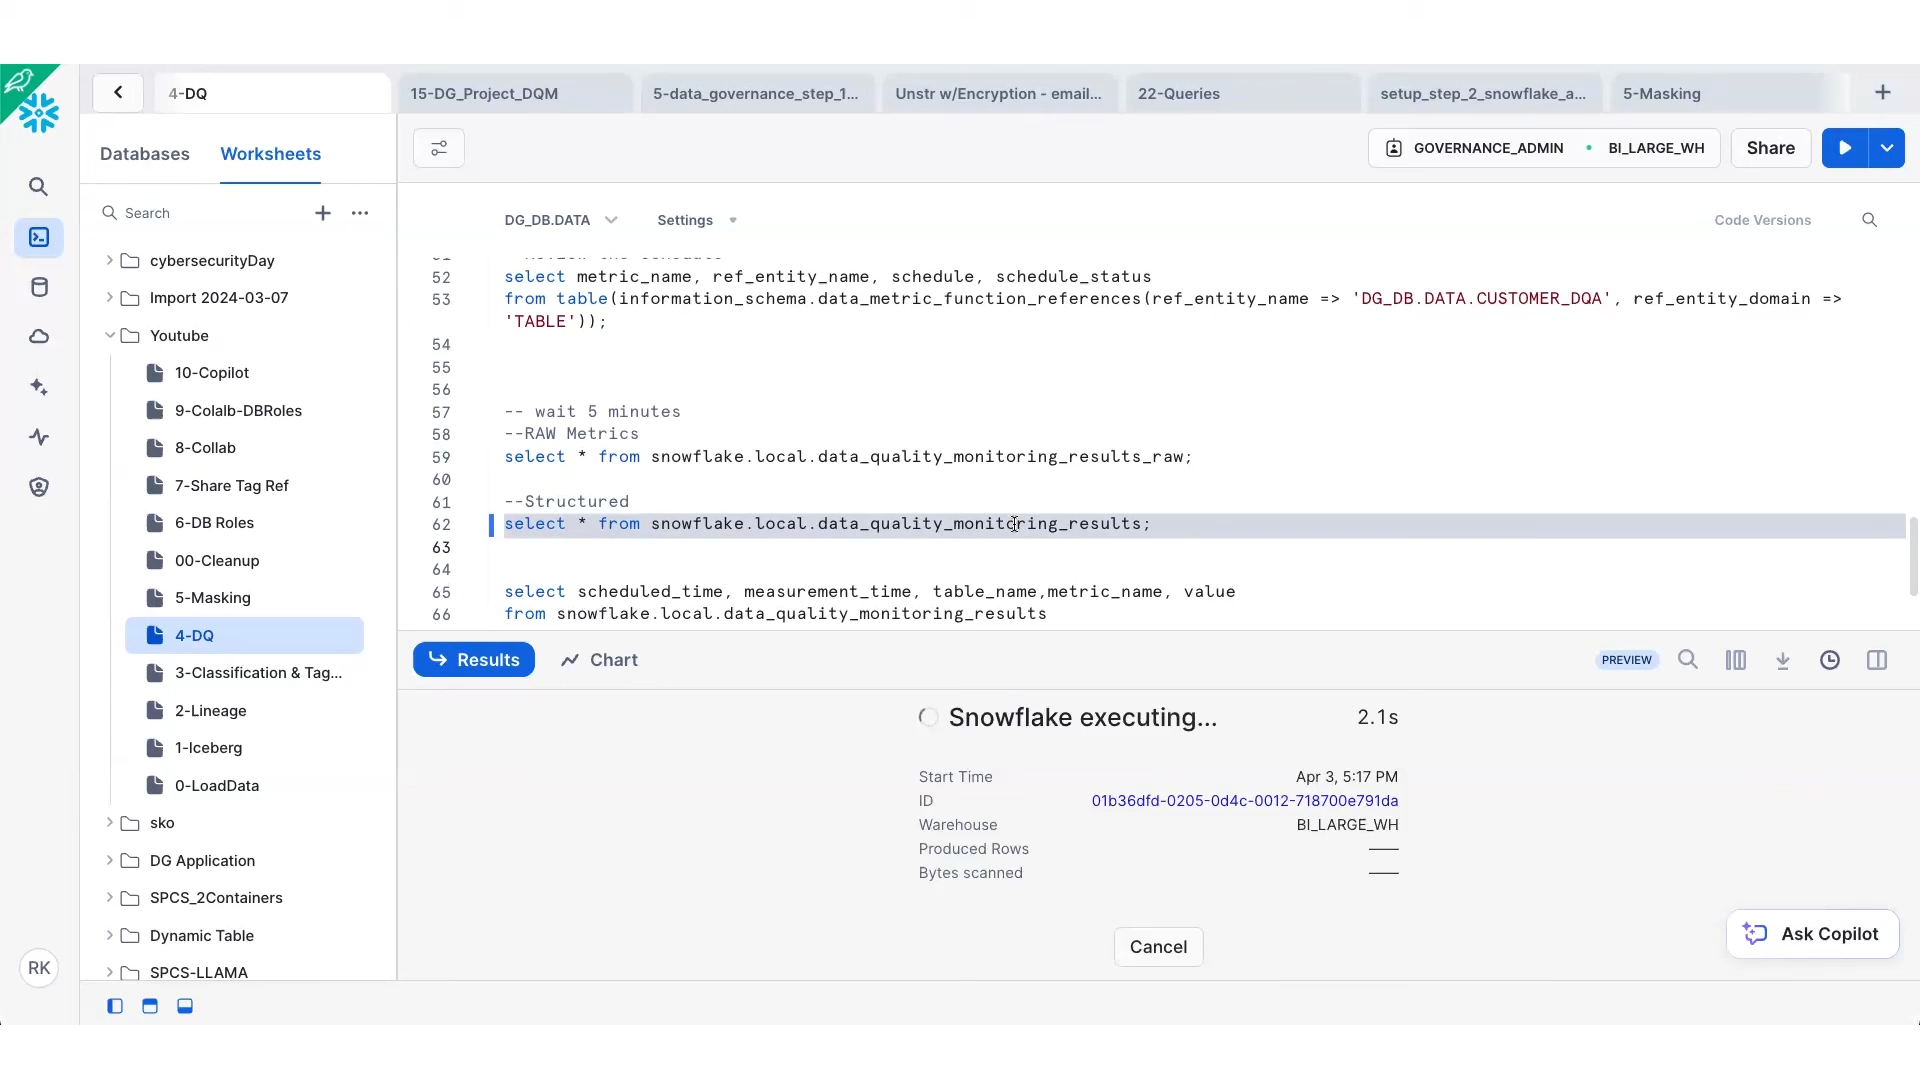 4-DQ
15-DG_Project_DQM
5-data_governance_step_1...
Unstr w/Encryption - email...
22-Queries
setup_step_2_snowflake_a...
5-Masking
Databases
Worksheets
GOVERNANCE_ADMIN
BI_LARGE_WH
Share
Search
DG_DB.DATA
Settings
Code Versions
cybersecurityDay
Import 2024-03-07
Youtube
10-Copilot
9-Colalb-DBRoles
8-Collab
7-Share Tag Ref
6-DB Roles
00-Cleanup
5-Masking
4-DQ
3-Classification & Tag...
2-Lineage
1-Iceberg
0-LoadData
sko
DG Application
SPCS_2Containers
Dynamic Table
SPCS-LLAMA
RK
52 select metric_name, ref_entity_name, schedule, schedule_status
53 from table(information_schema.data_metric_function_references(ref_entity_name => 'DG_DB.DATA.CUSTOMER_DQA', ref_entity_domain =>
'TABLE'));
54
55
56
57 -- wait 5 minutes
58 --RAW Metrics
59 select * from snowflake.local.data_quality_monitoring_results_raw;
60
61 --Structured
62 select * from snowflake.local.data_quality_monitoring_results;
63
64
65 select scheduled_time, measurement_time, table_name,metric_name, value
66 from snowflake.local.data_quality_monitoring_results
Results
Chart
PREVIEW
Snowflake executing... 2.1s
Start Time Apr 3, 5:17 PM
ID 01b36dfd-0205-0d4c-0012-718700e791da
Warehouse BI_LARGE_WH
Produced Rows
Bytes scanned
Cancel
Ask Copilot